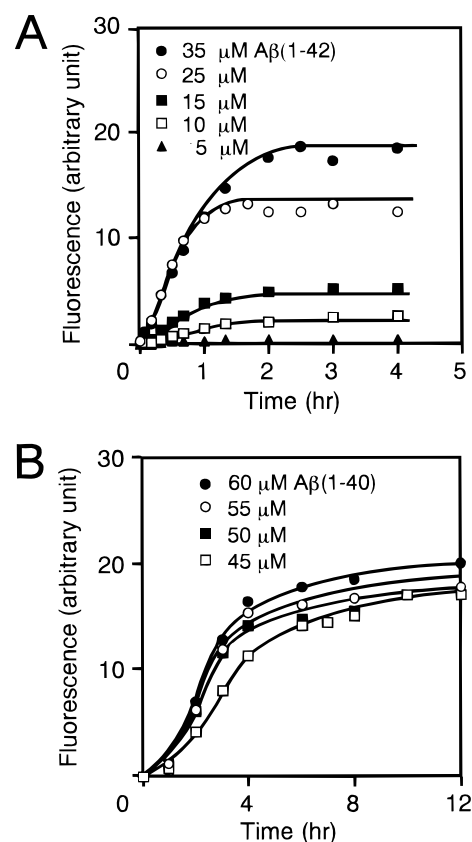 A
30
20
10
0
1
2
3
4
5
Fluorescence (arbitrary unit)
Time (hr)
35 μM Aβ(1-42)
25 μM
15 μM
10 μM
5 μM
B
30
20
10
0
4
8
12
Fluorescence (arbitrary unit)
Time (hr)
60 μM Aβ(1-40)
55 μM
50 μM
45 μM